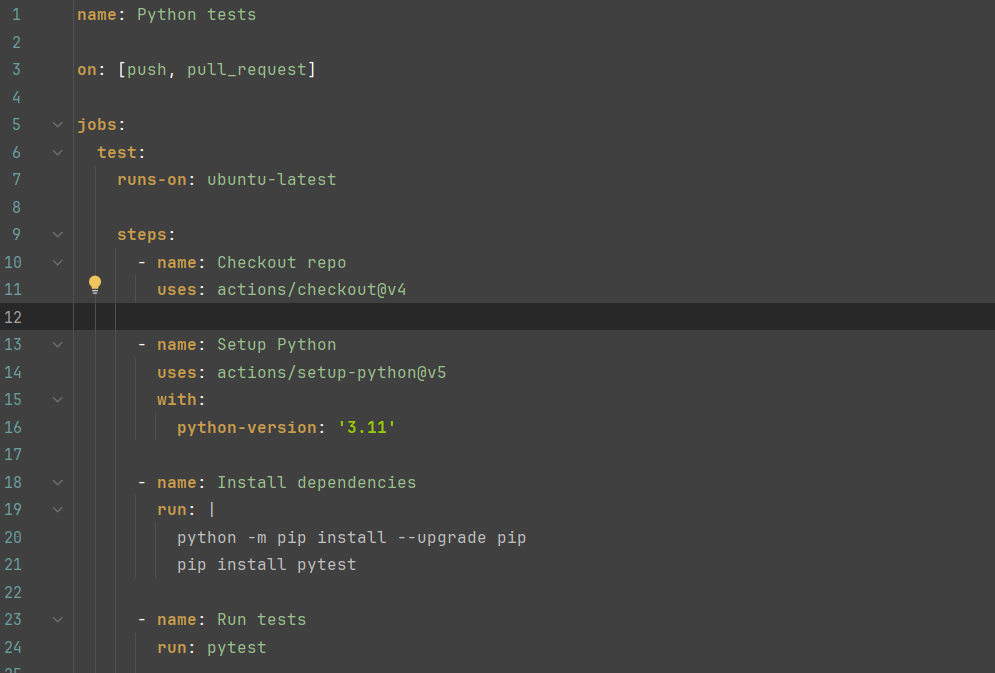 1 name: Python tests
2
3 on: [push, pull_request]
4
5 jobs:
6   test:
7     runs-on: ubuntu-latest
8
9     steps:
10       - name: Checkout repo
11         uses: actions/checkout@v4
12
13       - name: Setup Python
14         uses: actions/setup-python@v5
15         with:
16           python-version: '3.11'
17
18       - name: Install dependencies
19         run: |
20           python -m pip install --upgrade pip
21           pip install pytest
22
23       - name: Run tests
24         run: pytest
25